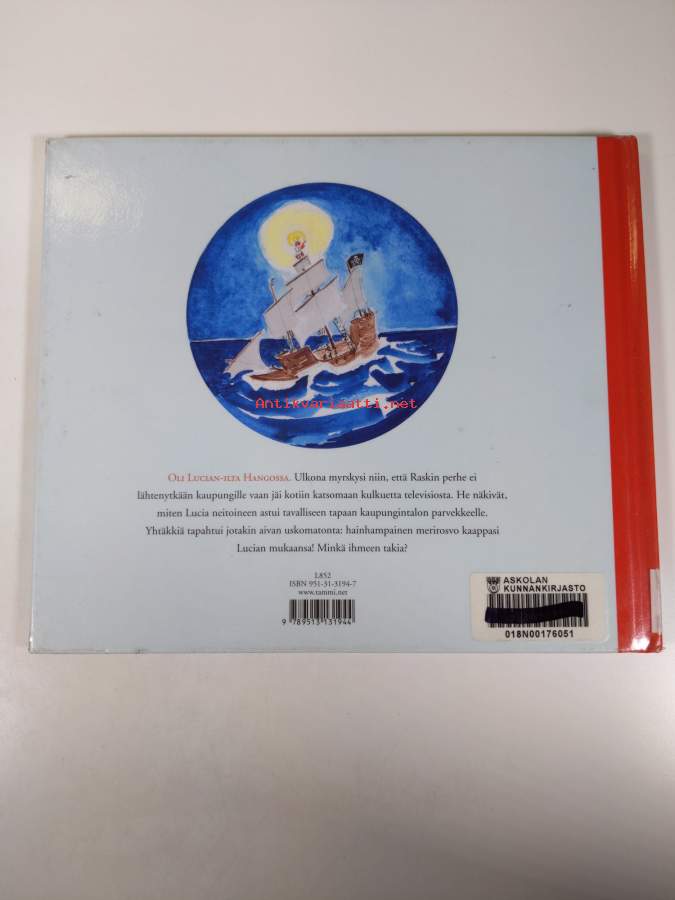 Antikvariaatti.net
Oli Lucian-ilta Hangossa. Ulkona myrskysi niin, että Raskin perhe ei
lähtenytkään kaupungille vaan jäi kotiin katsomaan kulkuetta televisiosta. He näkivät,
miten Lucia neitoineen astui tavalliseen tapaan kaupungintalon parvekkeelle.
Yhtäkkiä tapahtui jotakin aivan uskomatonta: hainhampainen merirosvo kaappasi
Lucian mukaansa! Minkä ihmeen takia?
L852
ISBN 951-31-3194-7
www.tammi.net
9 789513 131944
ASKOLAN
KUNNANKIRJASTO
018N00176051